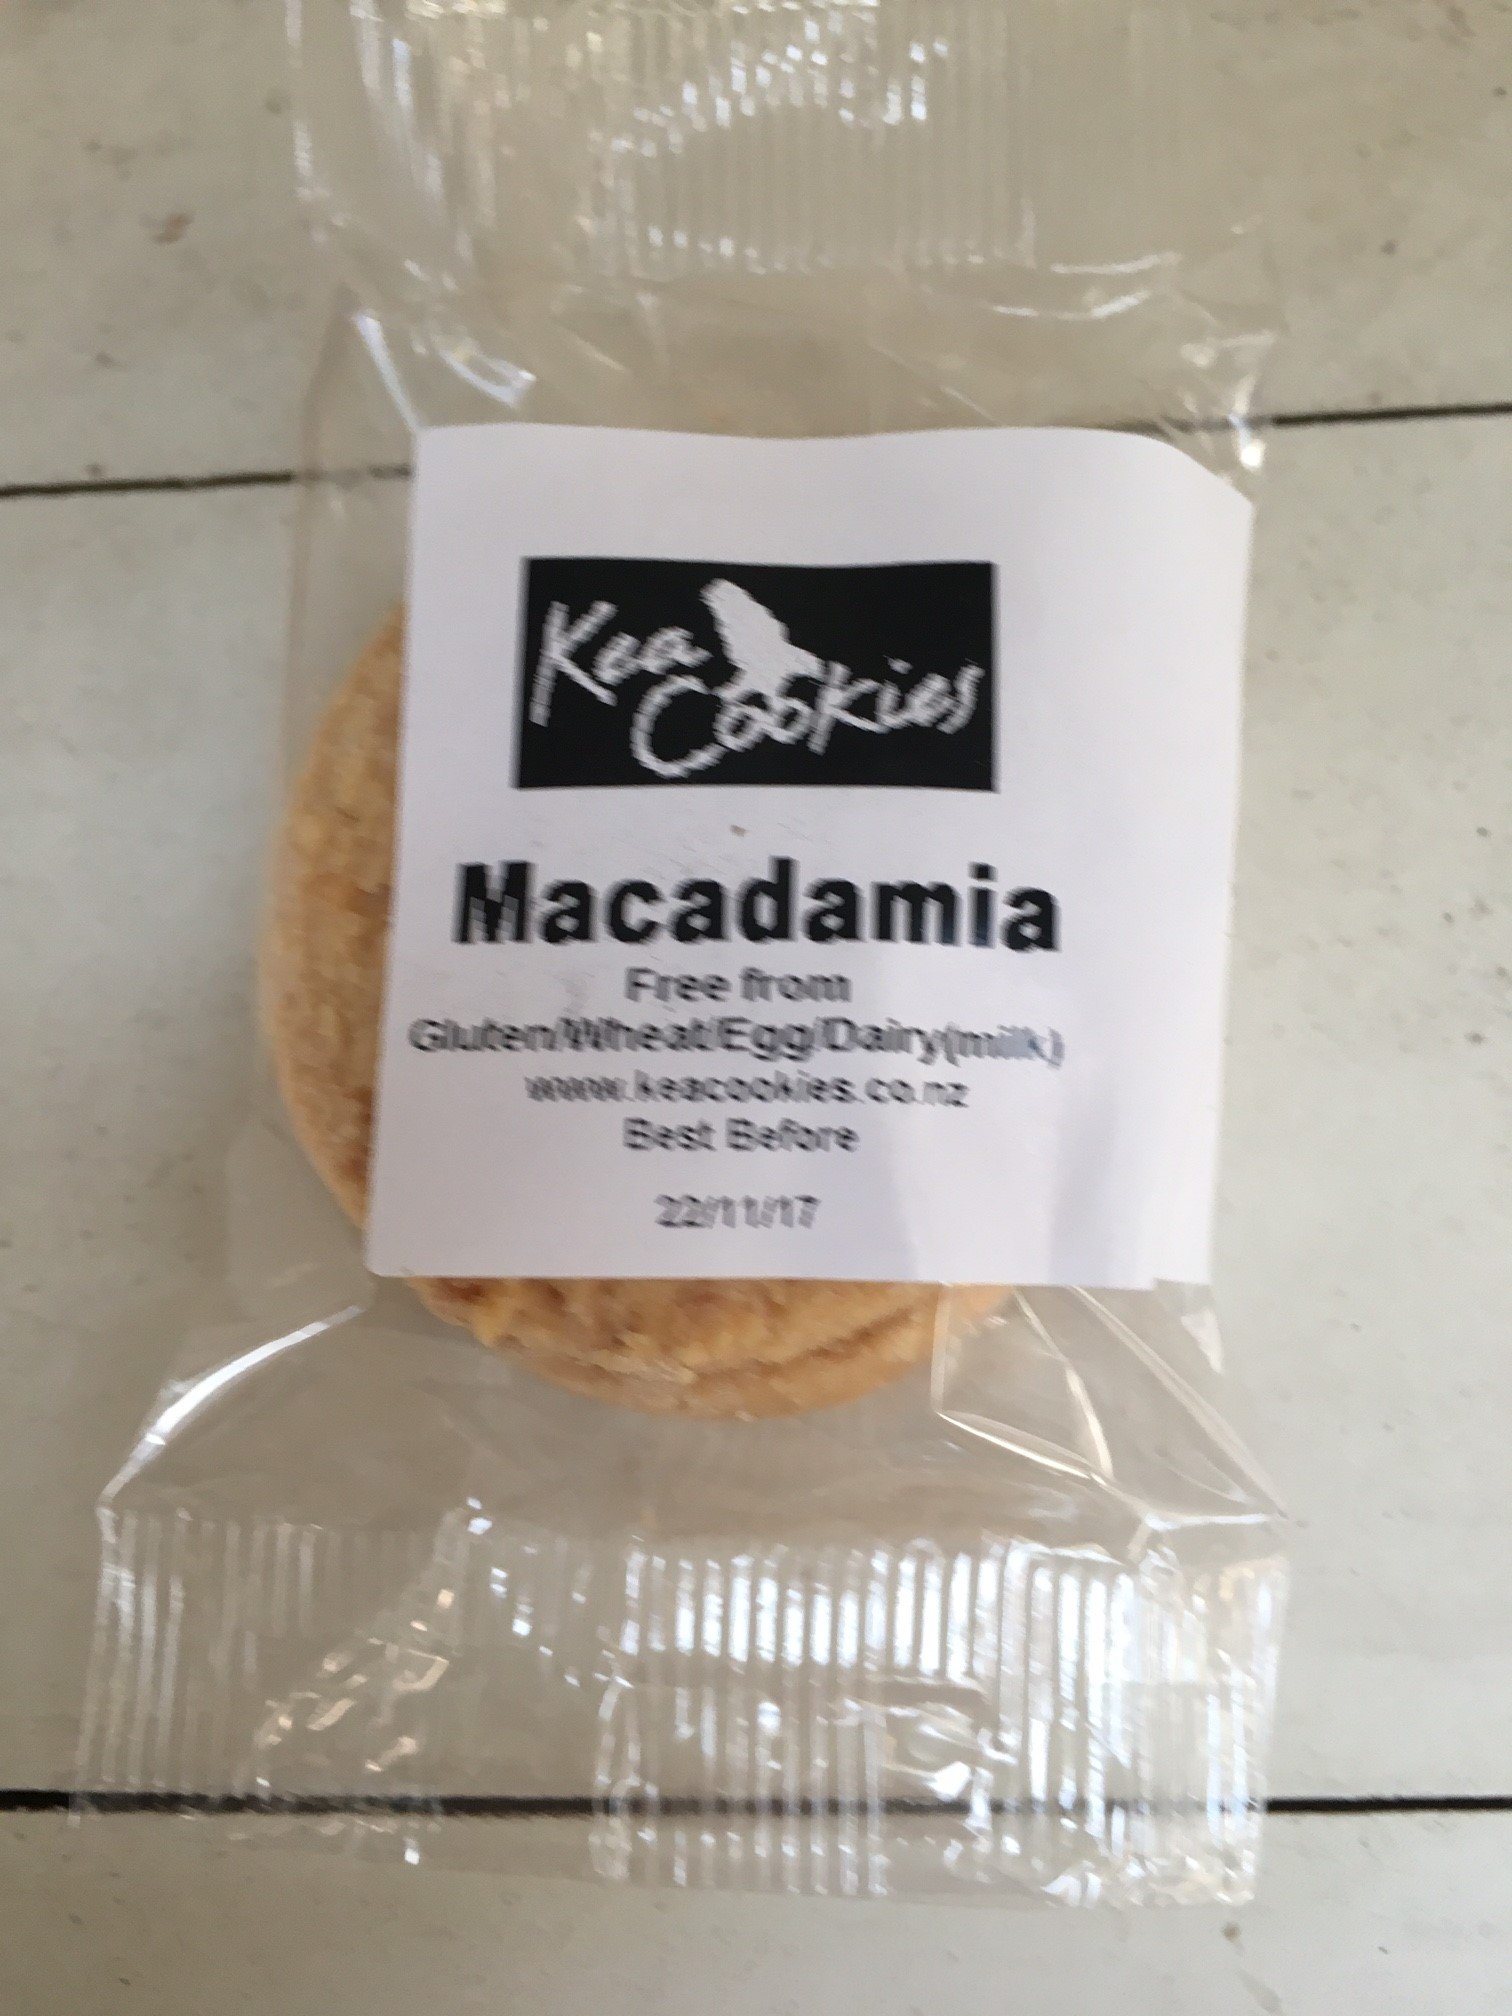 Kea
Cookies
Macadamia
Free from
Gluten/Wheat/Egg/Dairy(milk)
www.keacookies.co.nz
Best Before
22/11/17